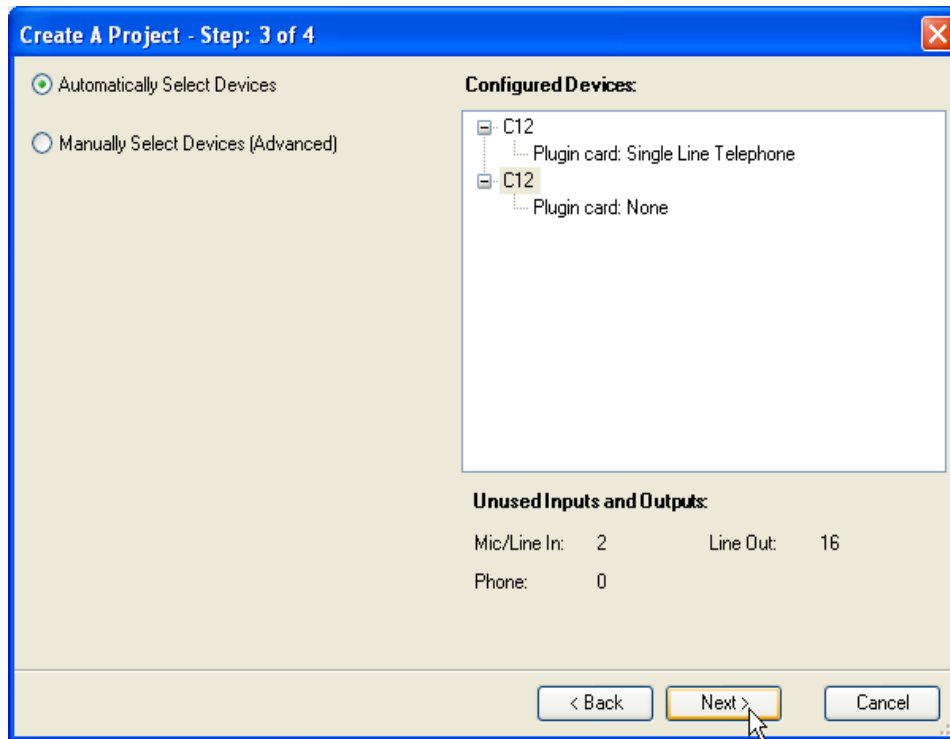 Create A Project - Step: 3 of 4
Automatically Select Devices
Manually Select Devices (Advanced)
Configured Devices:
C12
Plugin card: Single Line Telephone
C12
Plugin card: None
Unused Inputs and Outputs:
Mic/Line In: 2 Line Out: 16
Phone: 0
< Back Next > Cancel